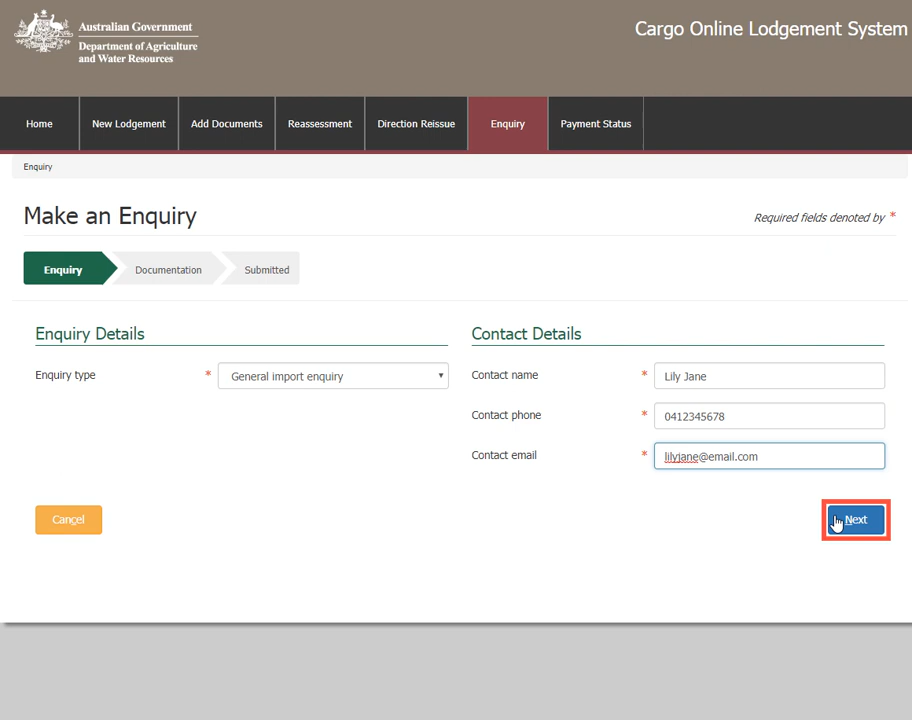 Australian Government
Department of Agriculture
and Water Resources
Cargo Online Lodgement System
Home
New Lodgement
Add Documents
Reassessment
Direction Reissue
Enquiry
Payment Status
Enquiry
Make an Enquiry
Required fields denoted by *
Enquiry
Documentation
Submitted
Enquiry Details
Enquiry type * General import enquiry
Contact Details
Contact name * Lily Jane
Contact phone * 0412345678
Contact email * lilyjane@email.com
Cancel
Next